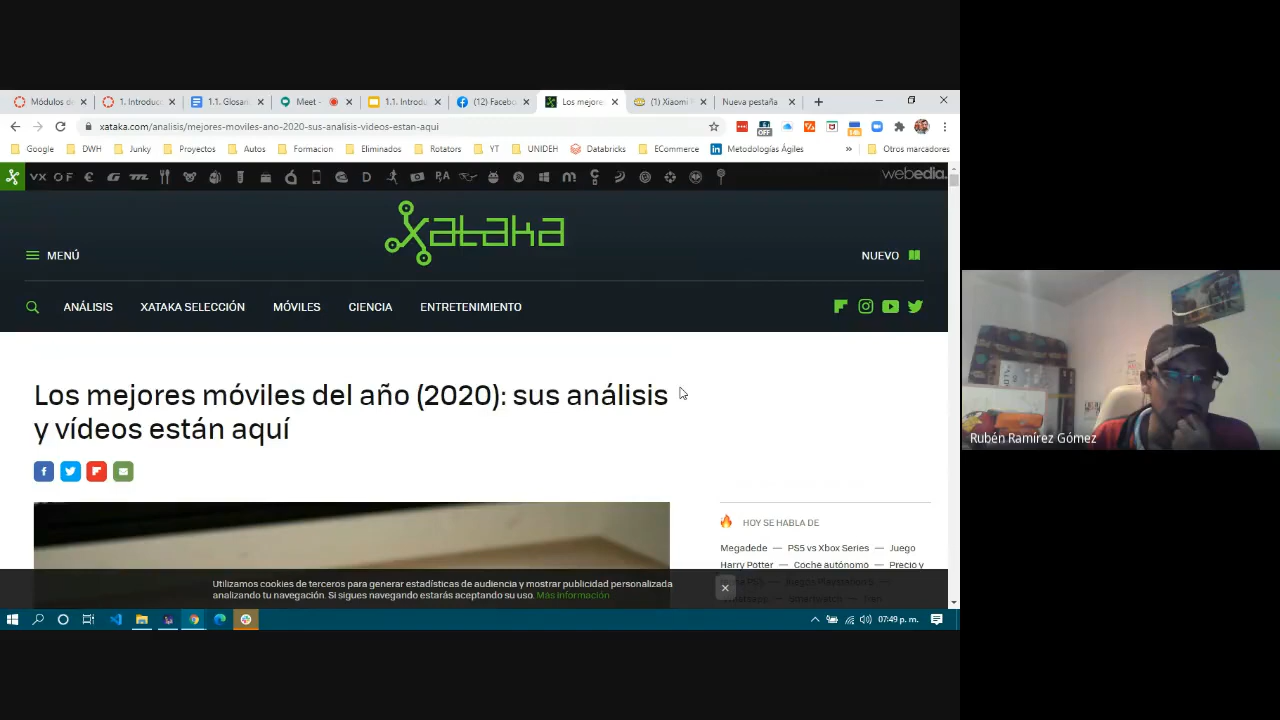 Módulos de
1. Introduc
1.1. Glosar
Meet -
1.1. Introdu
(12) Facebo
Los mejore
(1) Xiaomi
Nueva pestaña
xataka.com/analisis/mejores-moviles-ano-2020-sus-analisis-videos-estan-aqui
OFF
Google
DWH
Junky
Proyectos
Autos
Formacion
Eliminados
Rotators
YT
UNIDEH
Databricks
ECommerce
Metodologías Ágiles
»
Otros marcadores
webedia.
xataka
MENÚ
NUEVO
ANÁLISIS
XATAKA SELECCIÓN
MÓVILES
CIENCIA
ENTRETENIMIENTO
Los mejores móviles del año (2020): sus análisis
y vídeos están aquí
HOY SE HABLA DE
Megadede — PS5 vs Xbox Series — Juego
Harry Potter — Coche autónomo — Precio y
Utilizamos cookies de terceros para generar estadísticas de audiencia y mostrar publicidad personalizada
analizando tu navegación. Si sigues navegando estarás aceptando su uso. Más información
07:49 p. m.
Rubén Ramírez Gómez